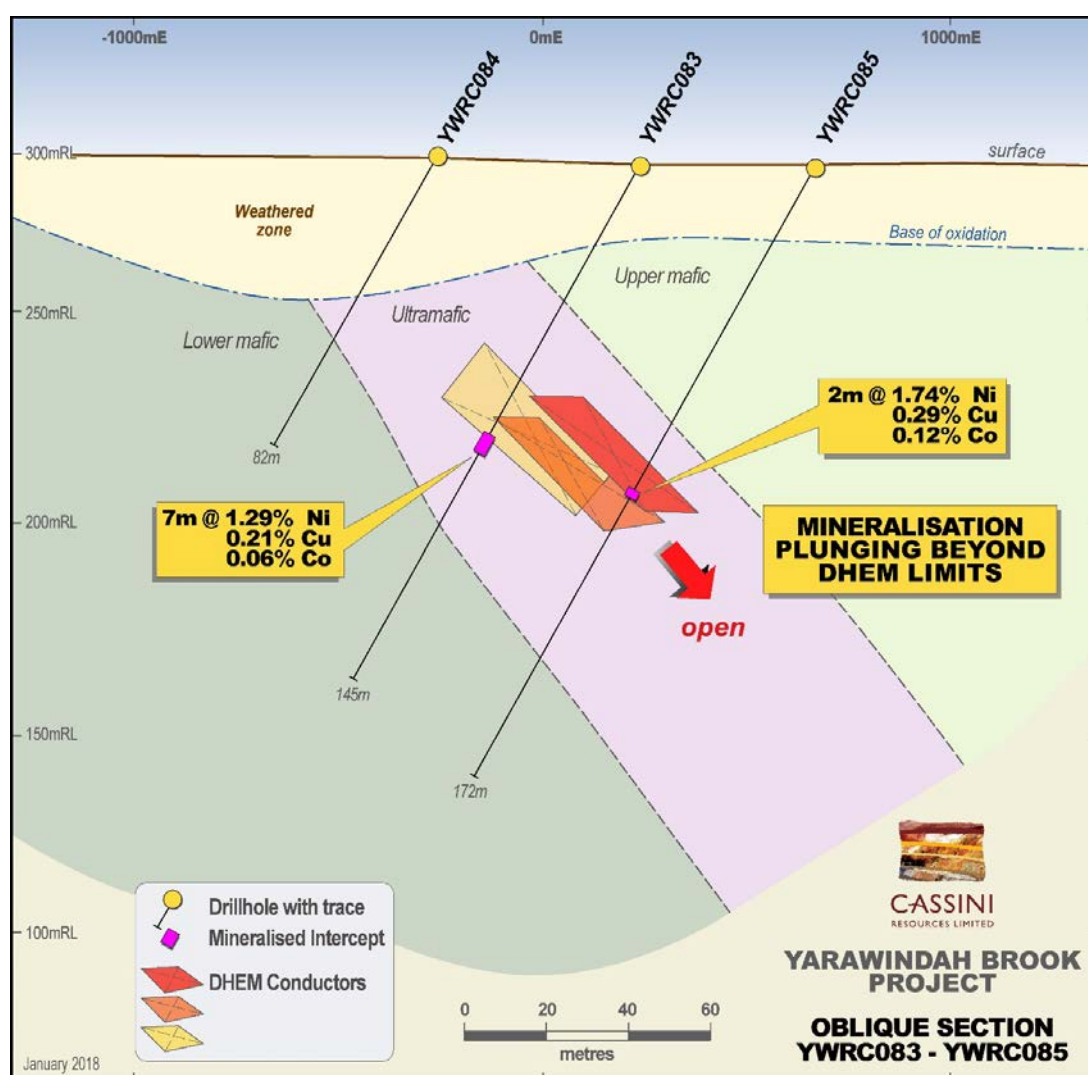 -1000mE
0mE
1000mE
YWRC084
YWRC083
YWRC085
300mRL
surface
Weathered
zone
Base of oxidation
250mRL
Lower mafic
Ultramafic
Upper mafic
2m @ 1.74% Ni
0.29% Cu
0.12% Co
82m
7m @ 1.29% Ni
0.21% Cu
0.06% Co
200mRL
MINERALISATION
PLUNGING BEYOND
DHEM LIMITS
open
145m
150mRL
172m
100mRL
Drillhole with trace
Mineralised Intercept
DHEM Conductors
0 20 40 60
metres
CASSINI
RESOURCES LIMITED
YARAWINDAH BROOK
PROJECT
OBLIQUE SECTION
YWRC083 - YWRC085
January 2018